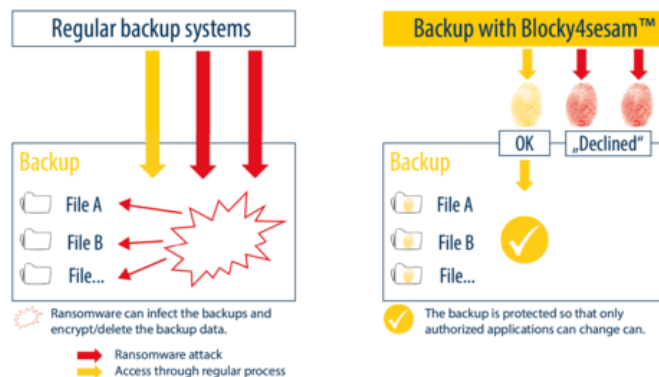 Regular backup systems
Backup
File A
File B
File...
Ransomware can infect the backups and
encrypt/delete the backup data.
Ransomware attack
Access through regular process
Backup with Blocky4sesam™
OK
„Declined“
Backup
File A
File B
File...
The backup is protected so that only
authorized applications can change can.